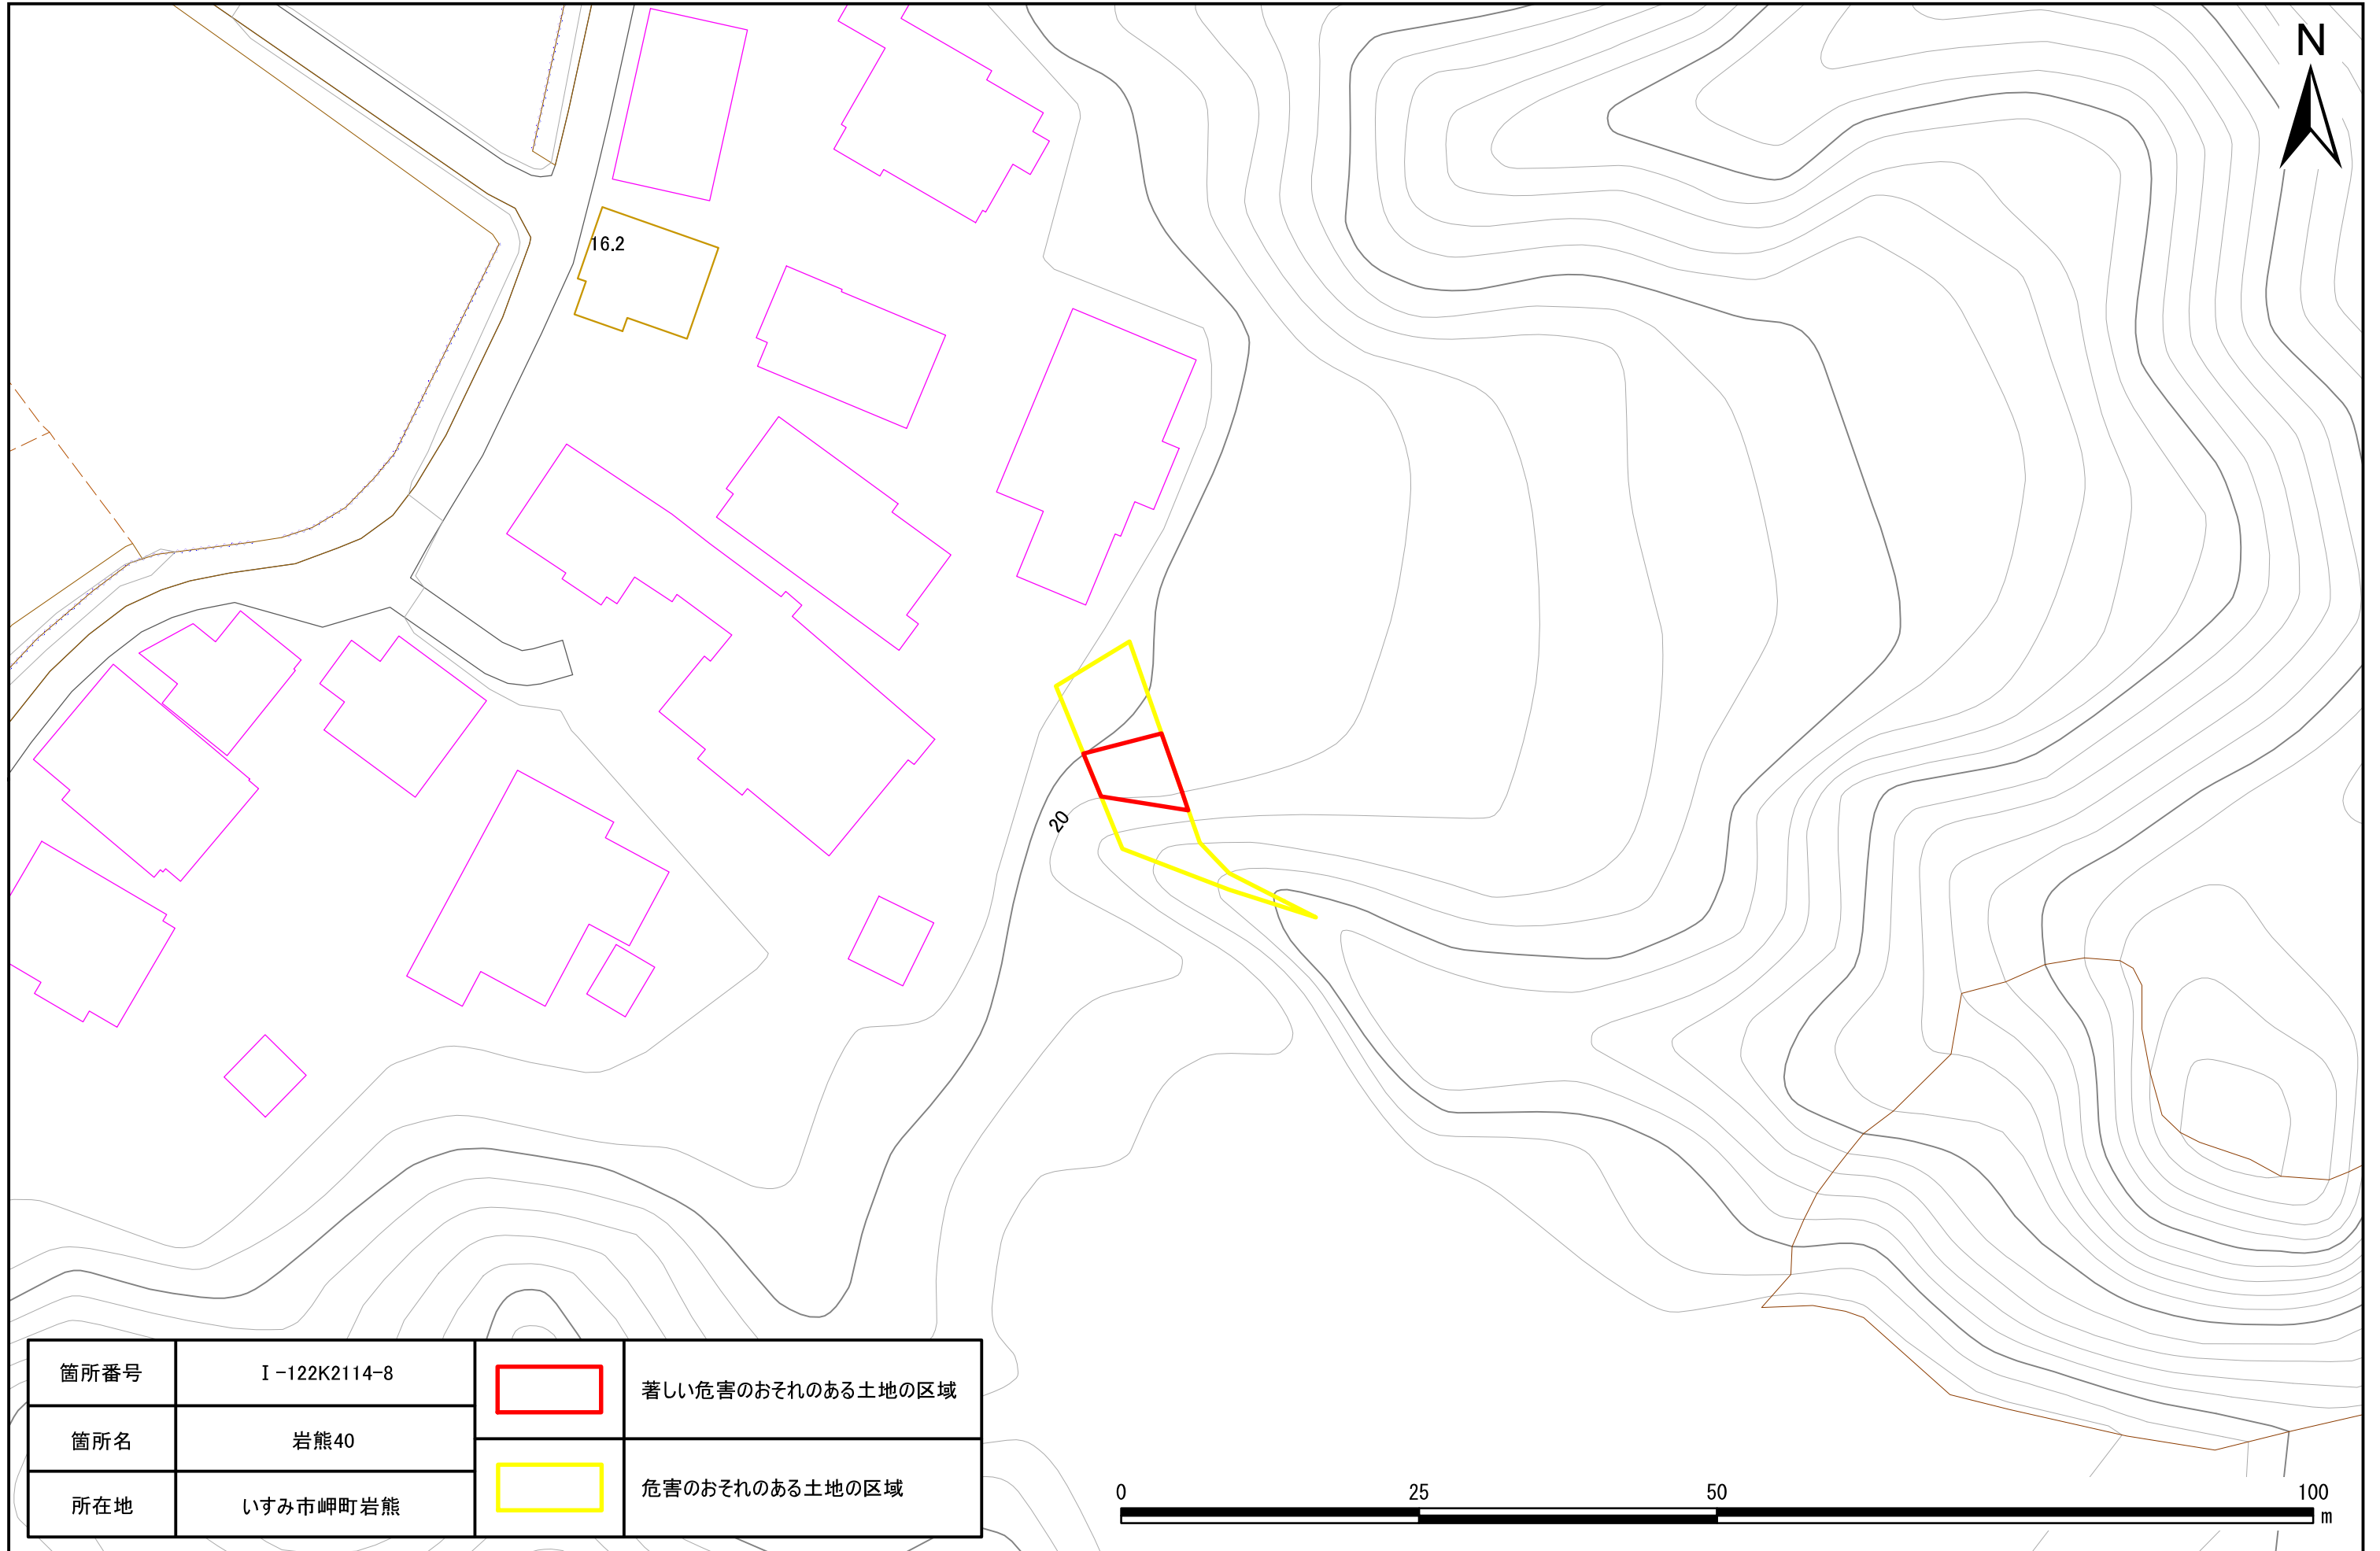 N
16.2
20
箇所番号
Ⅰ-122K2114-8
著しい危害のおそれのある土地の区域
箇所名
岩熊40
危害のおそれのある土地の区域
所在地
いすみ市岬町岩熊
0 25 50 100
m